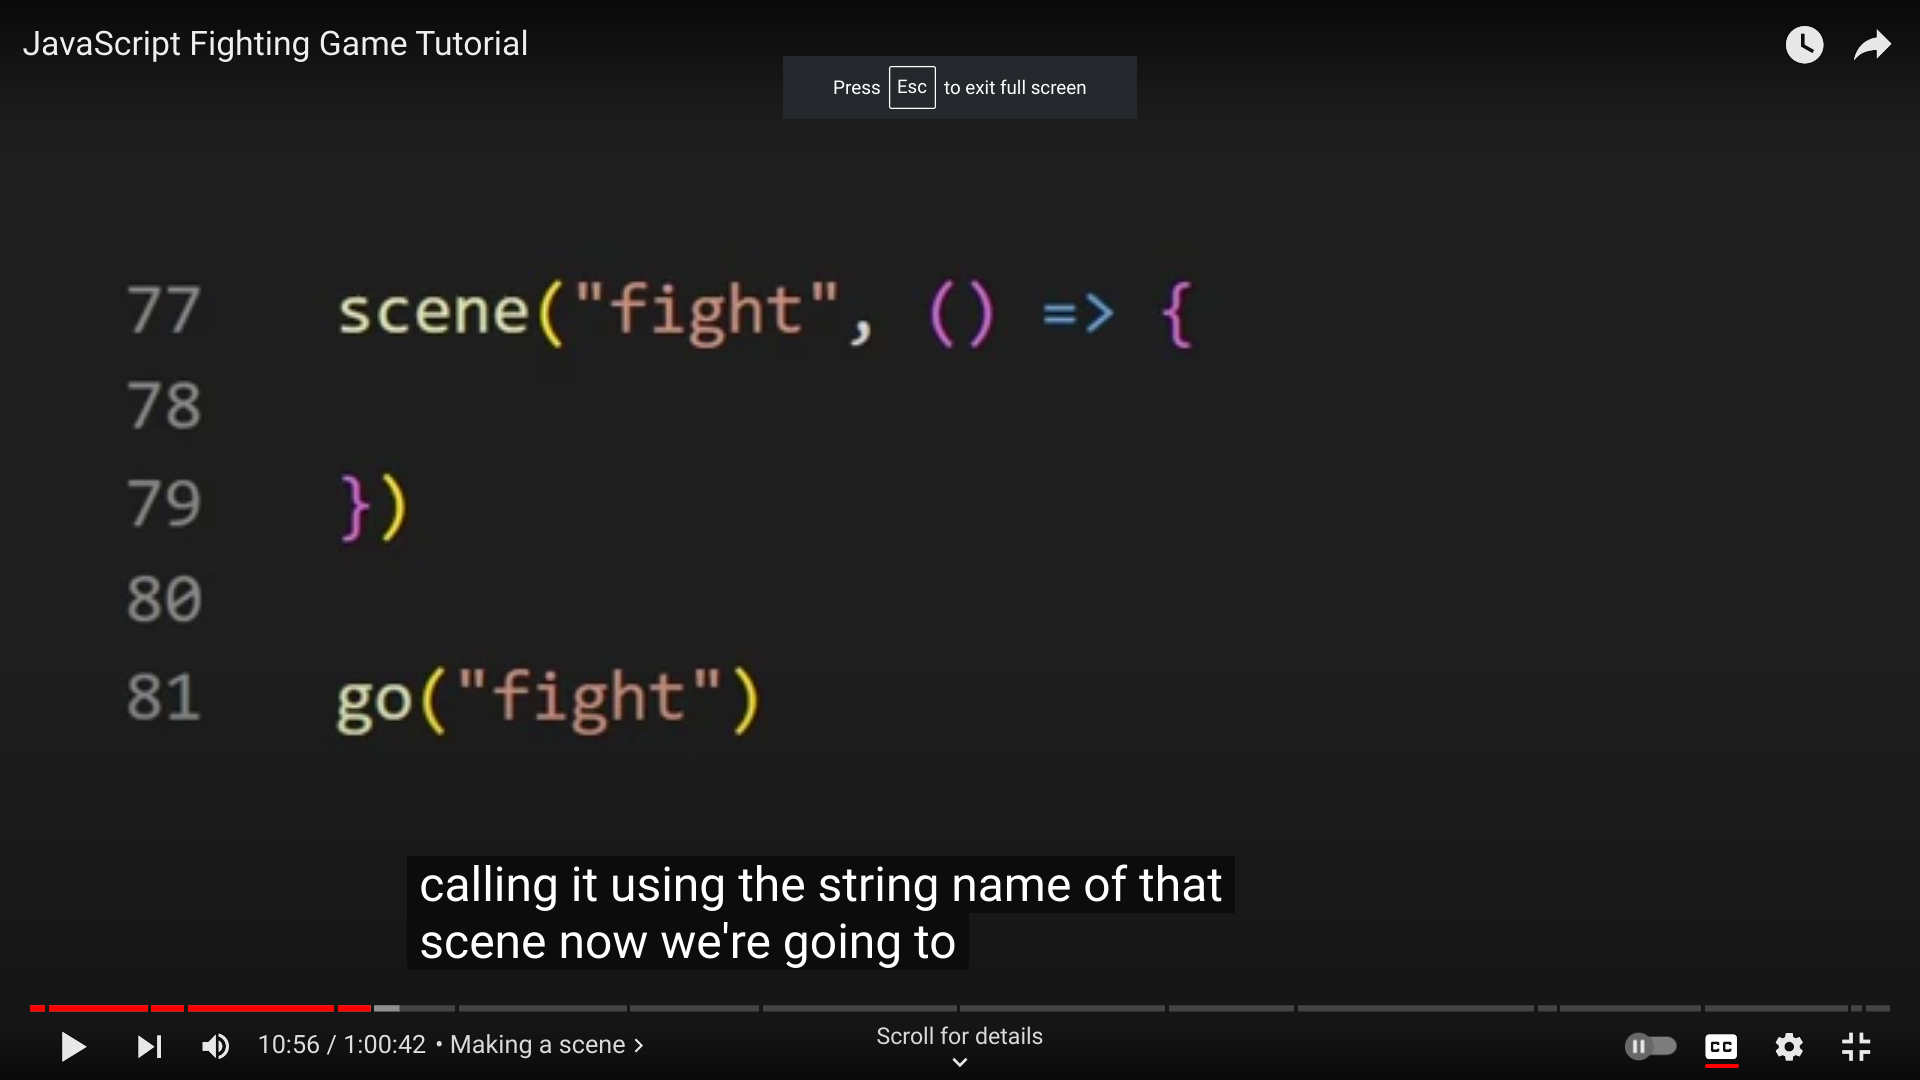 JavaScript Fighting Game Tutorial
Press Esc to exit full screen
77 scene("fight", () => {
78
79 })
80
81 go("fight")
calling it using the string name of that
scene now we're going to
10:56 / 1:00:42 • Making a scene
Scroll for details
CC